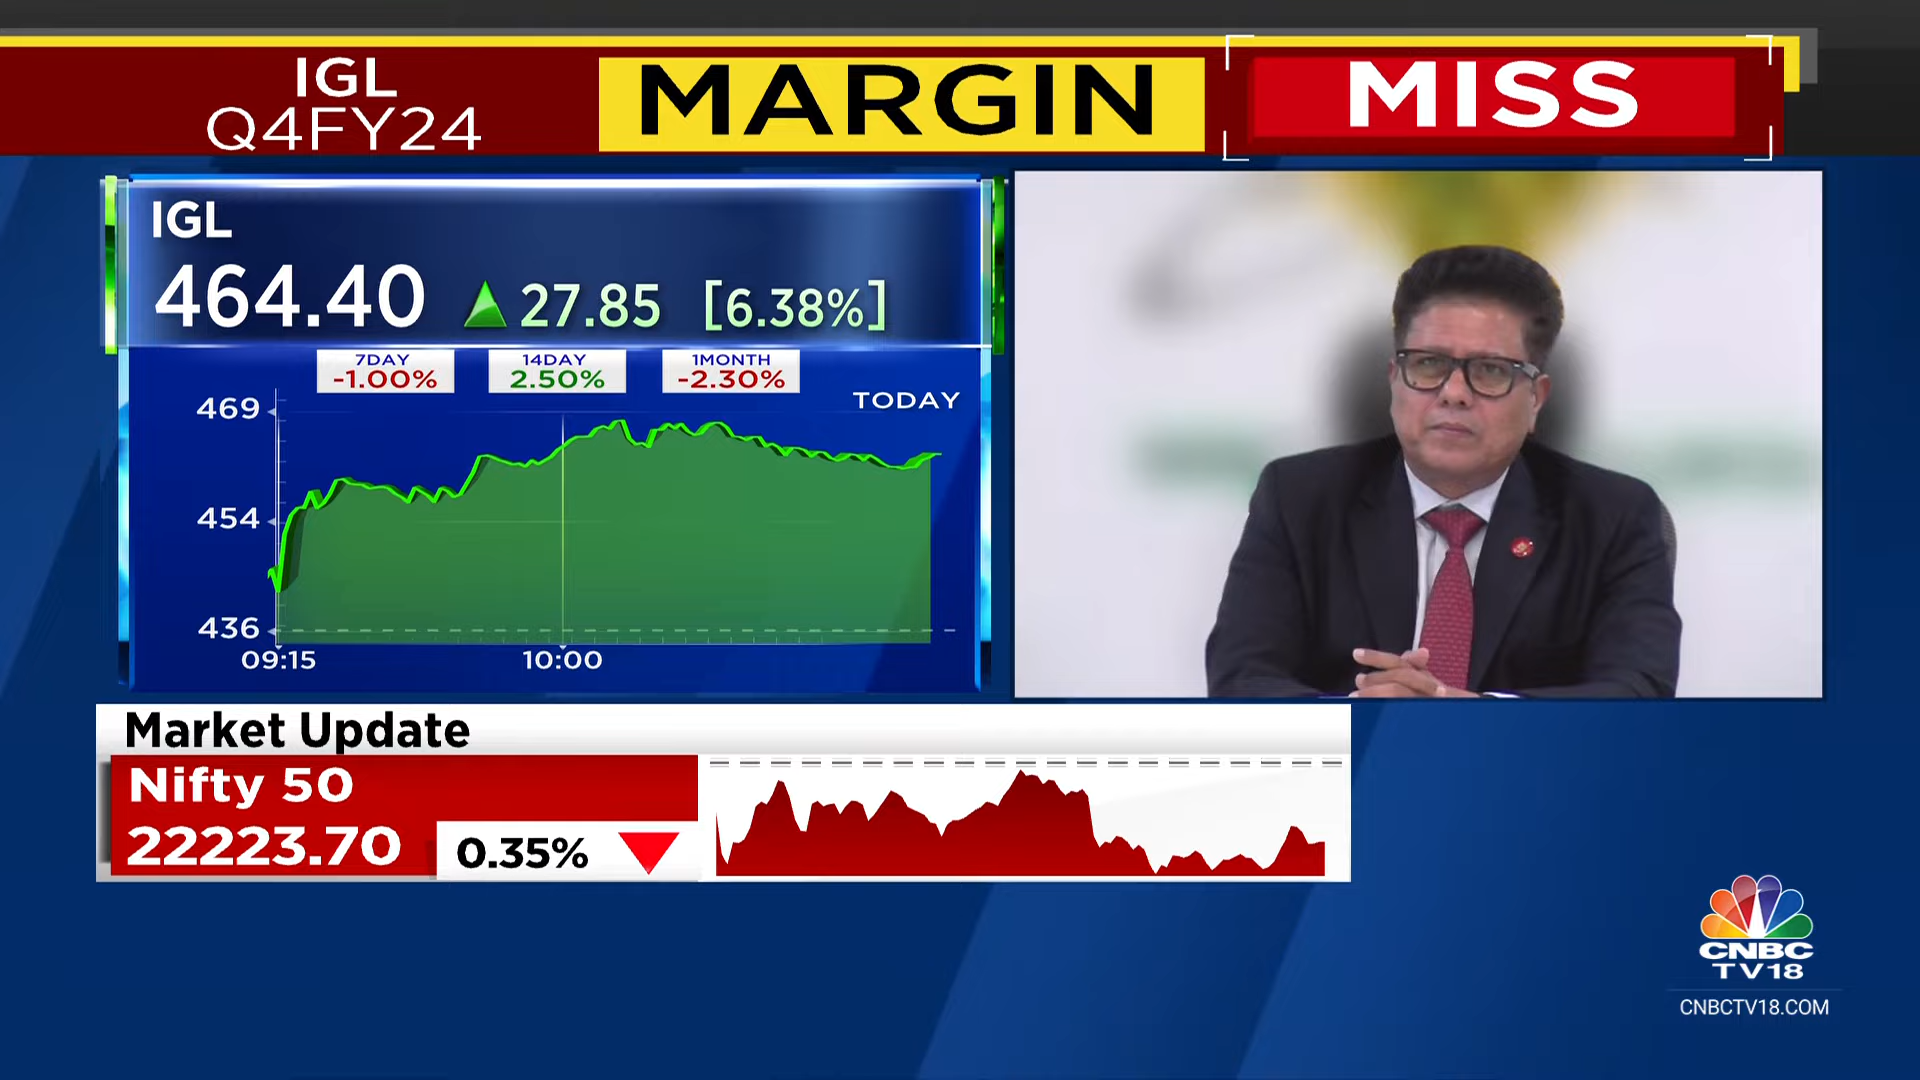 IGL
Q4FY24
MARGIN
MISS
IGL
464.40 ▲ 27.85 [6.38%]
7DAY
-1.00%
14DAY
2.50%
1MONTH
-2.30%
TODAY
469
454
436
09:15
10:00
Market Update
Nifty 50
22223.70
0.35% ▼
CNBC
TV18
CNBCTV18.COM